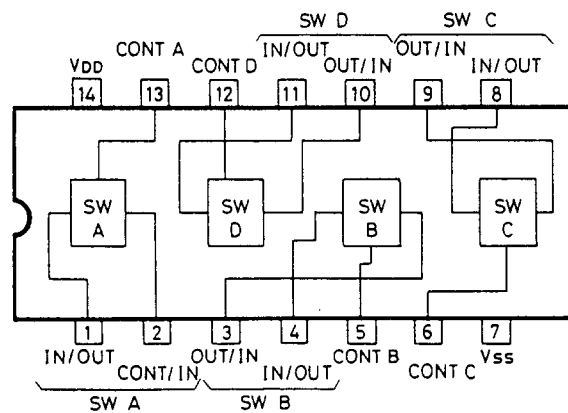 SW D SW C
CONT A IN/OUT OUT/IN
VDD CONT D OUT/IN IN/OUT
14 13 12 11 10 9 8
SW A
SW D
SW B
SW C
1 2 3 4 5 6 7
IN/OUT OUT/IN CONT B VSS
CONT/IN IN/OUT CONT C
SW A SW B